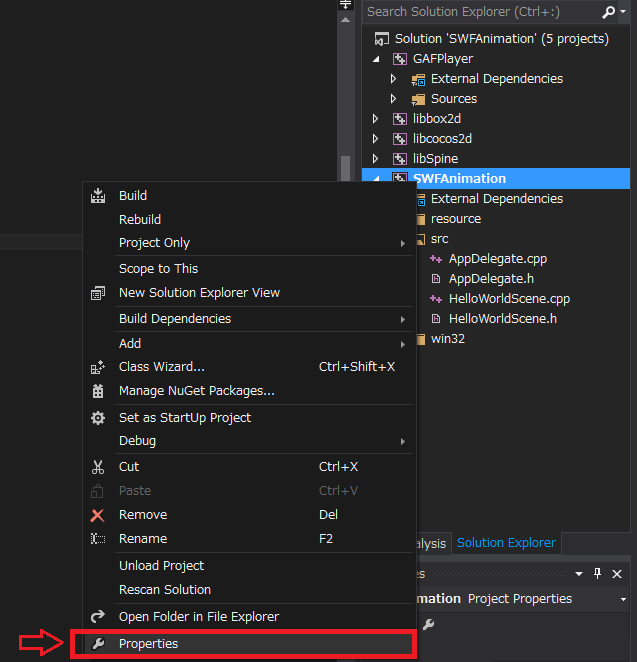 Search Solution Explorer (Ctrl+:)
Solution 'SWFAnimation' (5 projects)
GAFPlayer
External Dependencies
Sources
libbox2d
libcocos2d
libSpine
SWFAnimation
External Dependencies
resource
src
AppDelegate.cpp
AppDelegate.h
HelloWorldScene.cpp
HelloWorldScene.h
win32
Build
Rebuild
Project Only
Scope to This
New Solution Explorer View
Build Dependencies
Add
Class Wizard... Ctrl+Shift+X
Manage NuGet Packages...
Set as StartUp Project
Debug
Cut Ctrl+X
Paste Ctrl+V
Remove Del
Rename F2
Unload Project
Rescan Solution
Open Folder in File Explorer
Properties
alysis Solution Explorer
es
mation Project Properties